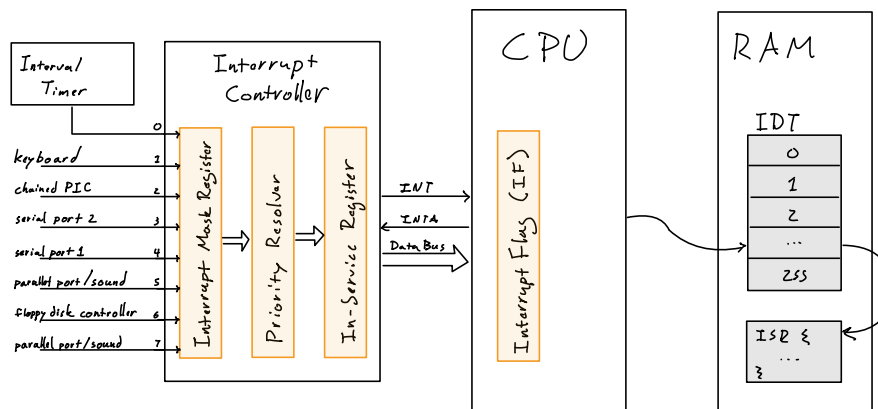 Interval
Timer
0
keyboard
1
chained PIC
2
serial port 2
3
serial port 1
4
parallel port/sound
5
floppy disk controller
6
parallel port/sound
7
Interrupt
Controller
Interrupt Mask Register
Priority Resolver
In-Service Register
INT
INTA
Data Bus
CPU
Interrupt Flag (IF)
RAM
IDT
0
1
2
...
255
ISR {
...
}